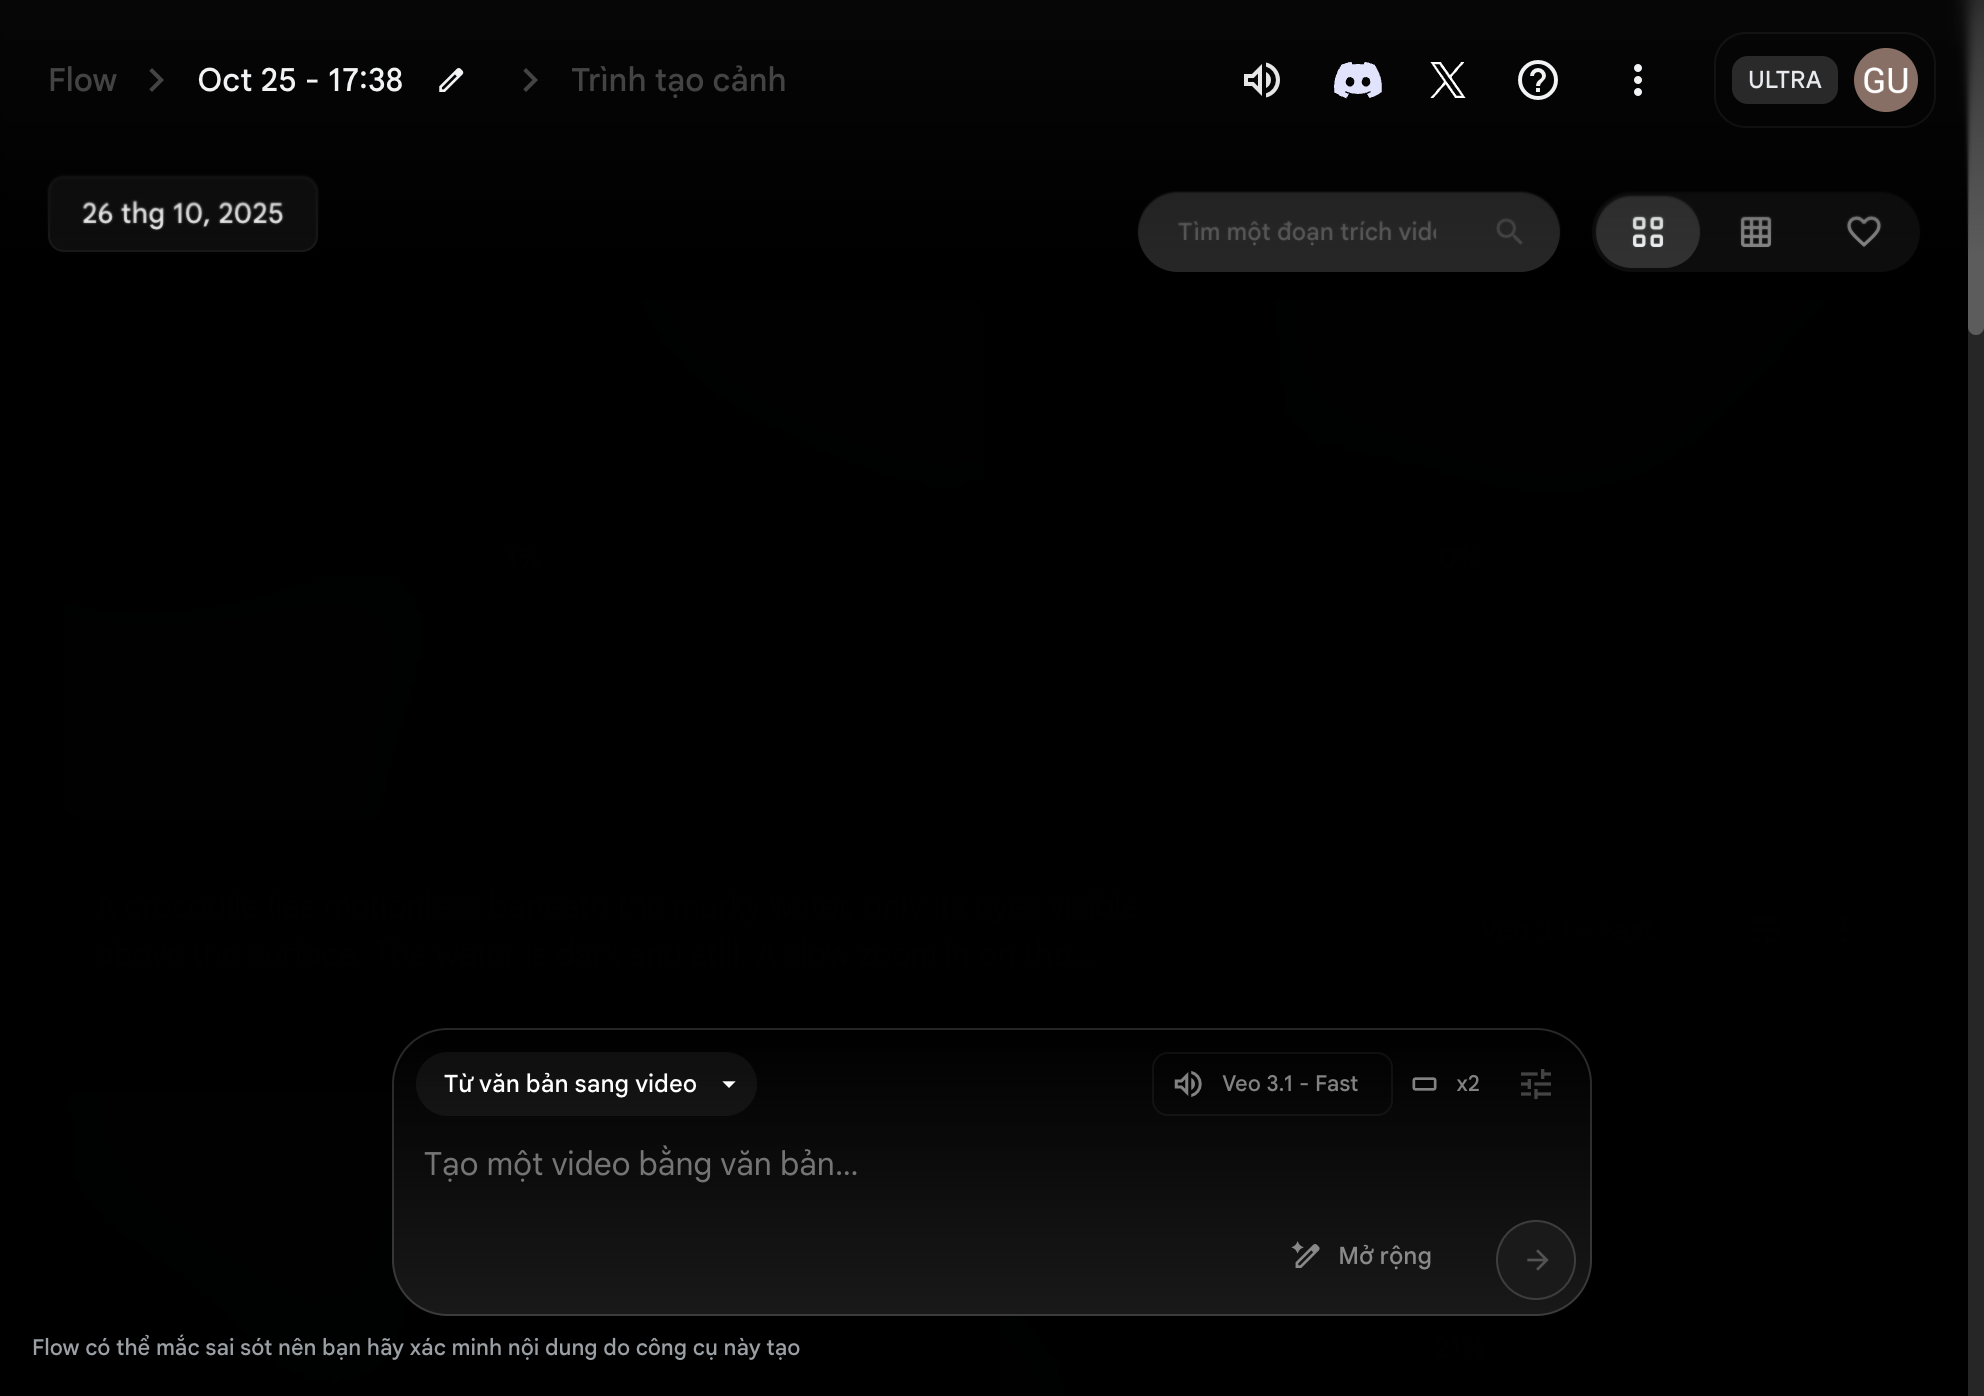 Flow
Oct 25 - 17:38
Trình tạo cảnh
ULTRA
GU
26 thg 10, 2025
Tìm một đoạn trích
Từ văn bản sang video
Veo 3.1 - Fast
x2
Tạo một video bằng văn bản...
Mở rộng
Flow có thể mắc sai sót nên bạn hãy xác minh nội dung do công cụ này tạo